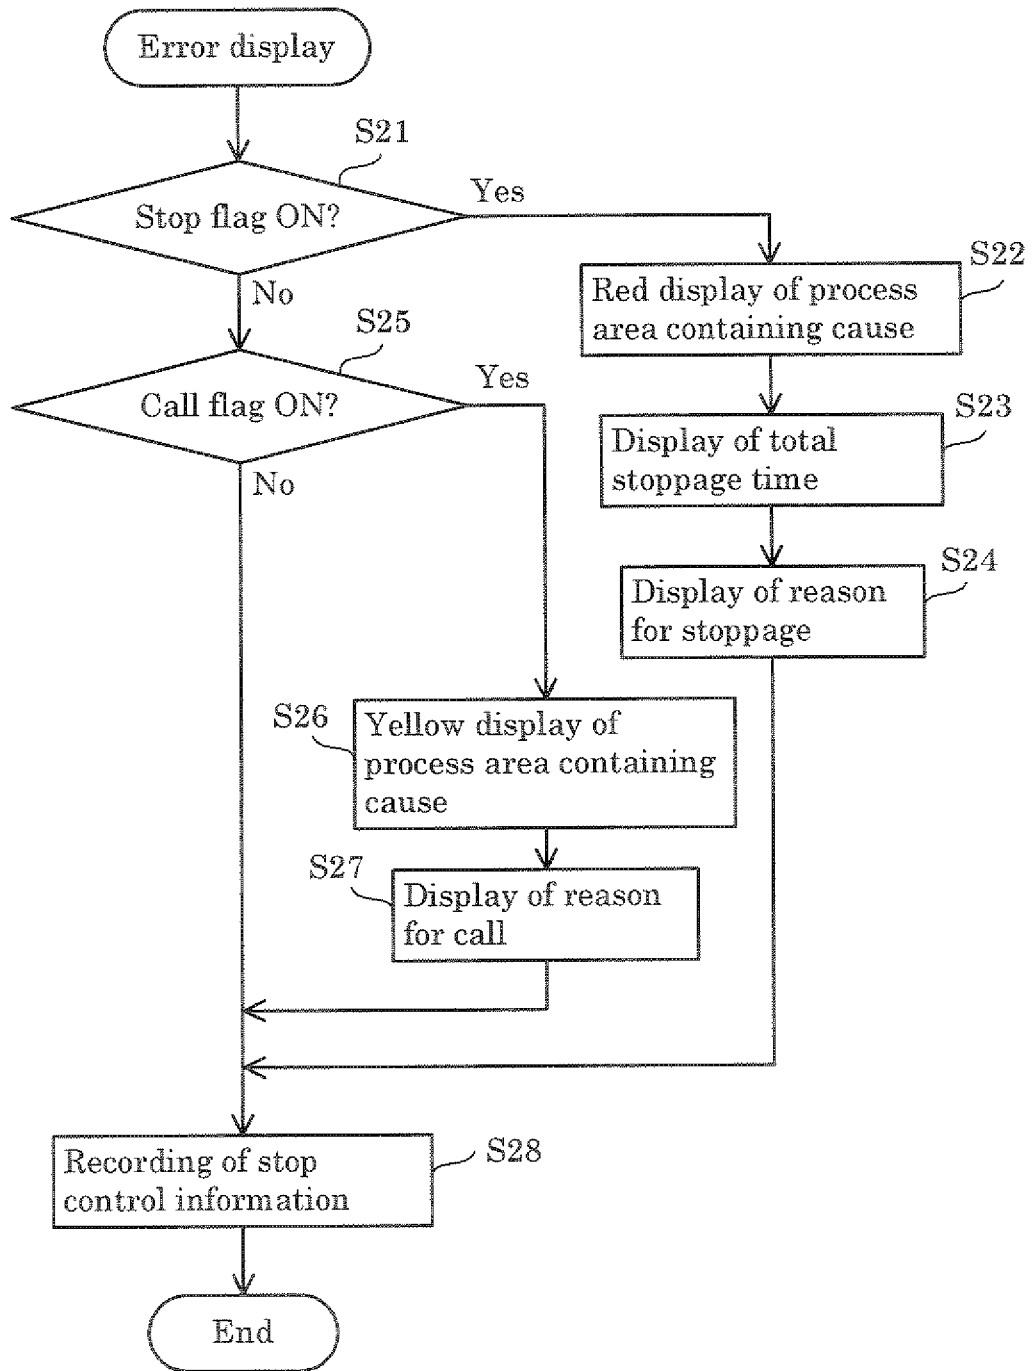 Error display
S21
Stop flag ON?
Yes
No
S22
Red display of process
area containing cause
S25
Call flag ON?
Yes
No
S23
Display of total
stoppage time
S24
Display of reason
for stoppage
S26
Yellow display of
process area containing
cause
S27
Display of reason
for call
S28
Recording of stop
control information
End